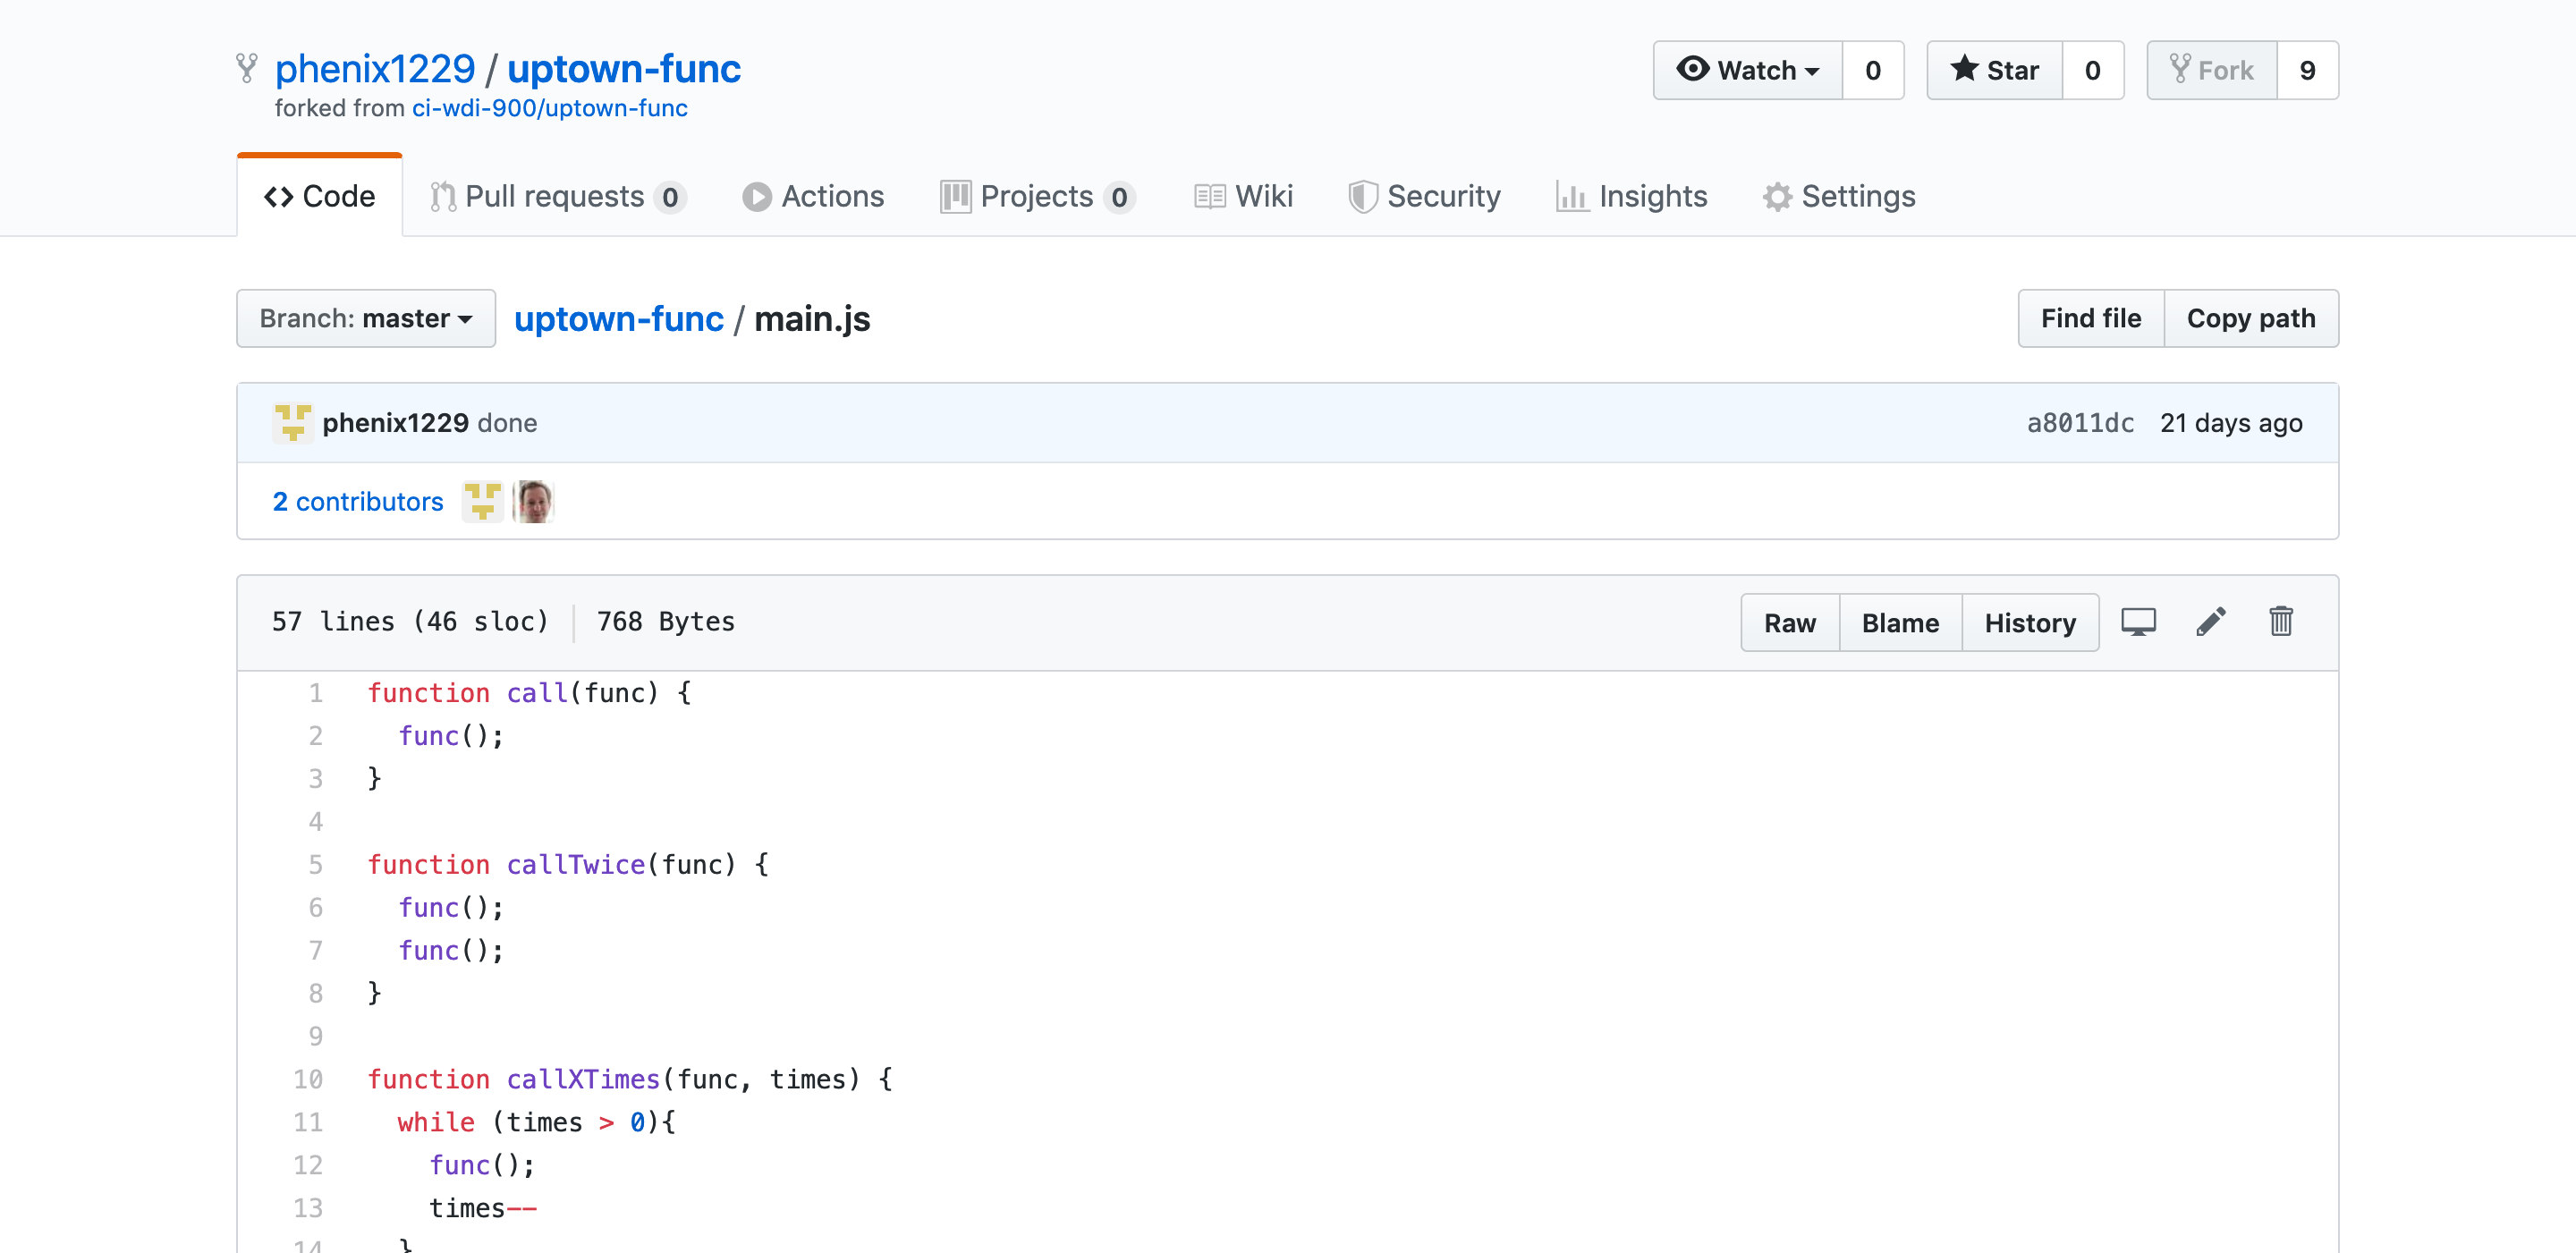 phenix1229 / uptown-func
forked from ci-wdi-900/uptown-func
Watch 0 Star 0 Fork 9
Code Pull requests 0 Actions Projects 0 Wiki Security Insights Settings
Branch: master uptown-func / main.js Find file Copy path
phenix1229 done a8011dc 21 days ago
2 contributors
57 lines (46 sloc) 768 Bytes Raw Blame History
1 function call(func) {
2 func();
3 }
4
5 function callTwice(func) {
6 func();
7 func();
8 }
9
10 function callXTimes(func, times) {
11 while (times > 0){
12 func();
13 times--
14 }